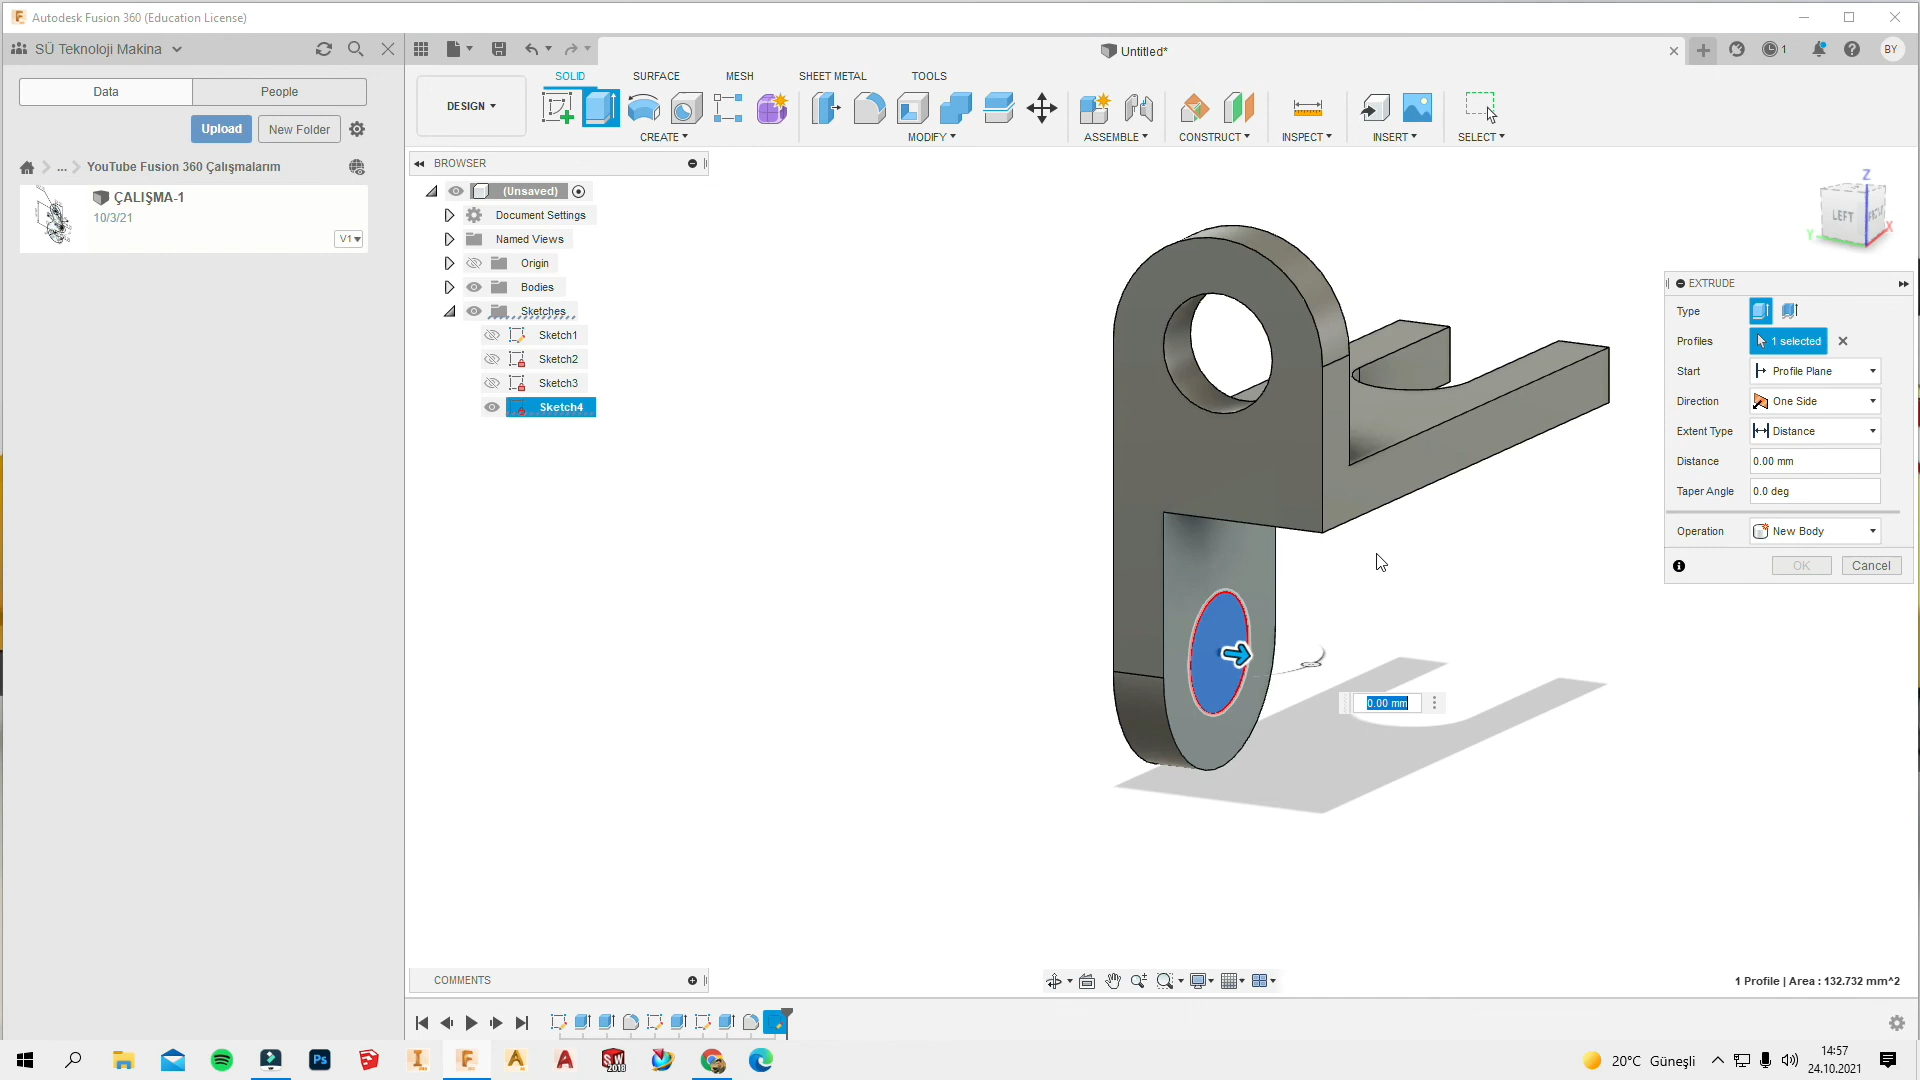 Autodesk Fusion 360 (Education License)
SÜ Teknoloji Makina
Untitled*
1
BY
Data
People
Upload
New Folder
... YouTube Fusion 360 Çalışmalarım
ÇALIŞMA-1
10/3/21
V1
DESIGN
SOLID
SURFACE
MESH
SHEET METAL
TOOLS
CREATE
MODIFY
ASSEMBLE
CONSTRUCT
INSPECT
INSERT
SELECT
BROWSER
(Unsaved)
Document Settings
Named Views
Origin
Bodies
Sketches
Sketch1
Sketch2
Sketch3
Sketch4
Z
LEFT
Y
X
EXTRUDE
Type
Profiles 1 selected
Start Profile Plane
Direction One Side
Extent Type Distance
Distance 0.00 mm
Taper Angle 0.0 deg
Operation New Body
OK
Cancel
0.00 mm
COMMENTS
1 Profile | Area : 132.732 mm^2
Ps
I
F
A
A
SW
2018
20°C Güneşli
14:57
24.10.2021